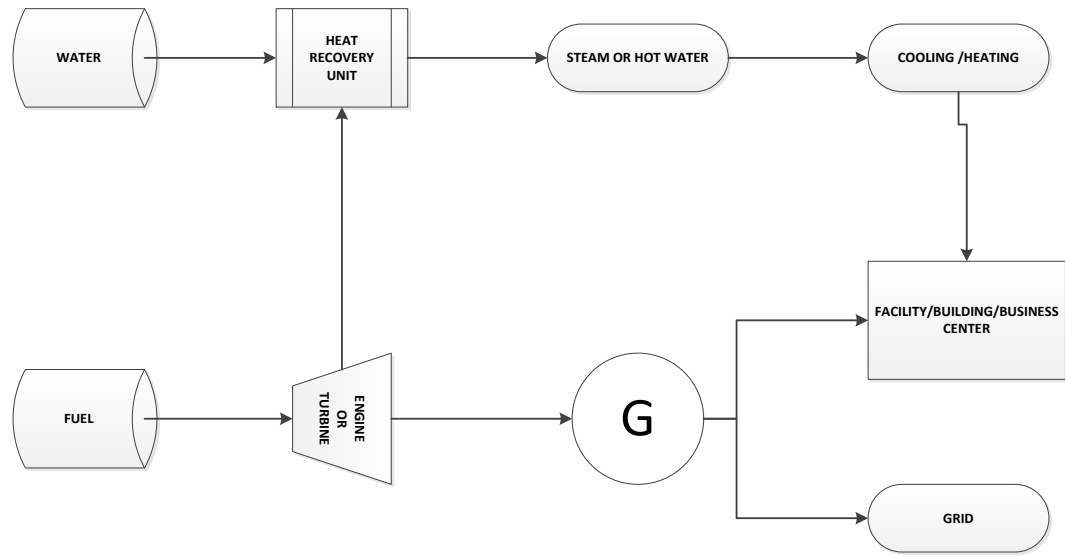 WATER
HEAT
RECOVERY
UNIT
STEAM OR HOT WATER
COOLING /HEATING
FACILITY/BUILDING/BUSINESS
CENTER
FUEL
ENGINE
OR
TURBINE
G
GRID